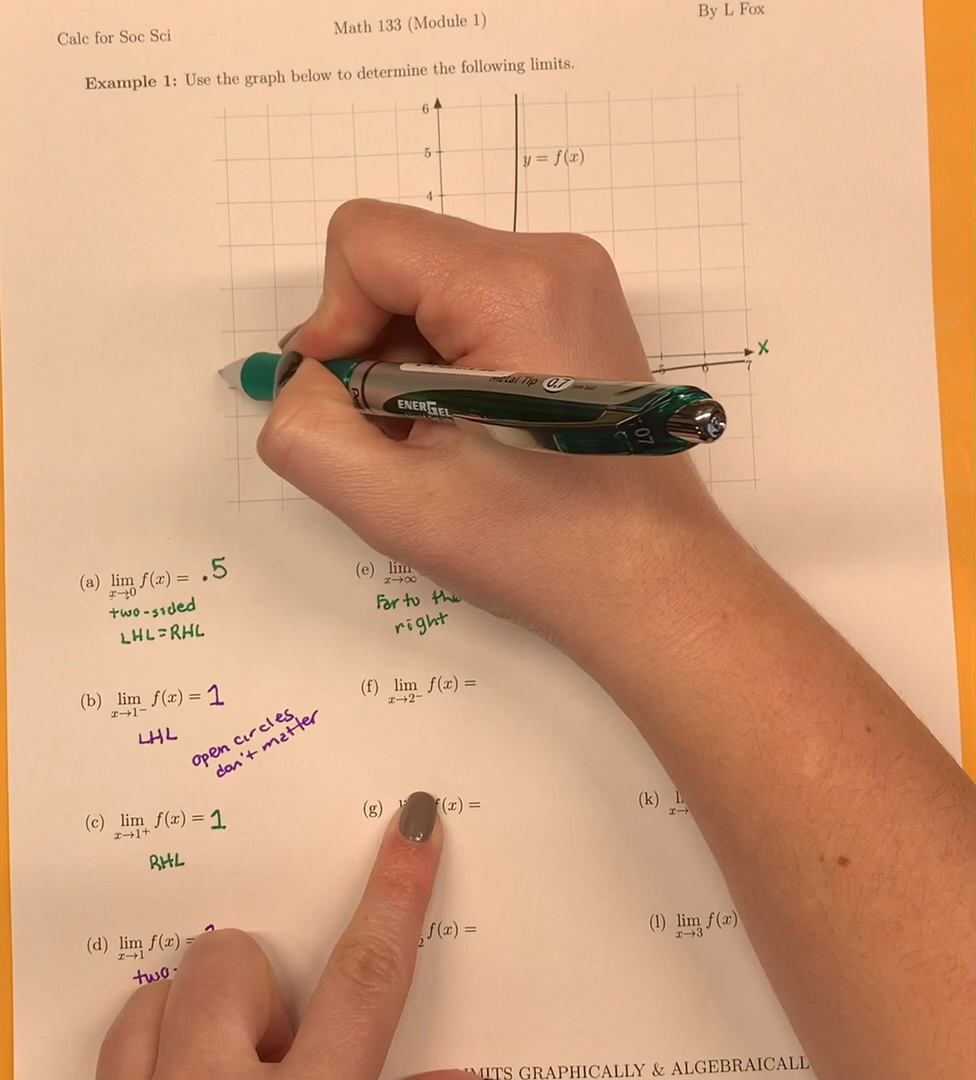 Calc for Soc Sci
Math 133 (Module 1)
By L Fox
Example 1: Use the graph below to determine the following limits.
6
5
4
y = f(x)
x
5 6 7
Metal Tip 0.7
ENERGEL
07
(a) lim x→0 f(x) = .5
two-sided
LHL=RHL
(b) lim x→1⁻ f(x) = 1
LHL
open circles
don't matter
(c) lim x→1⁺ f(x) = 1
RHL
(d) lim x→1 f(x) =
two-
(e) lim x→∞
Far to the
right
(f) lim x→2⁻ f(x) =
(g) f(x) =
2 f(x) =
(k)
x→
(l) lim x→3 f(x)
GRAPHICALLY & ALGEBRAICALL